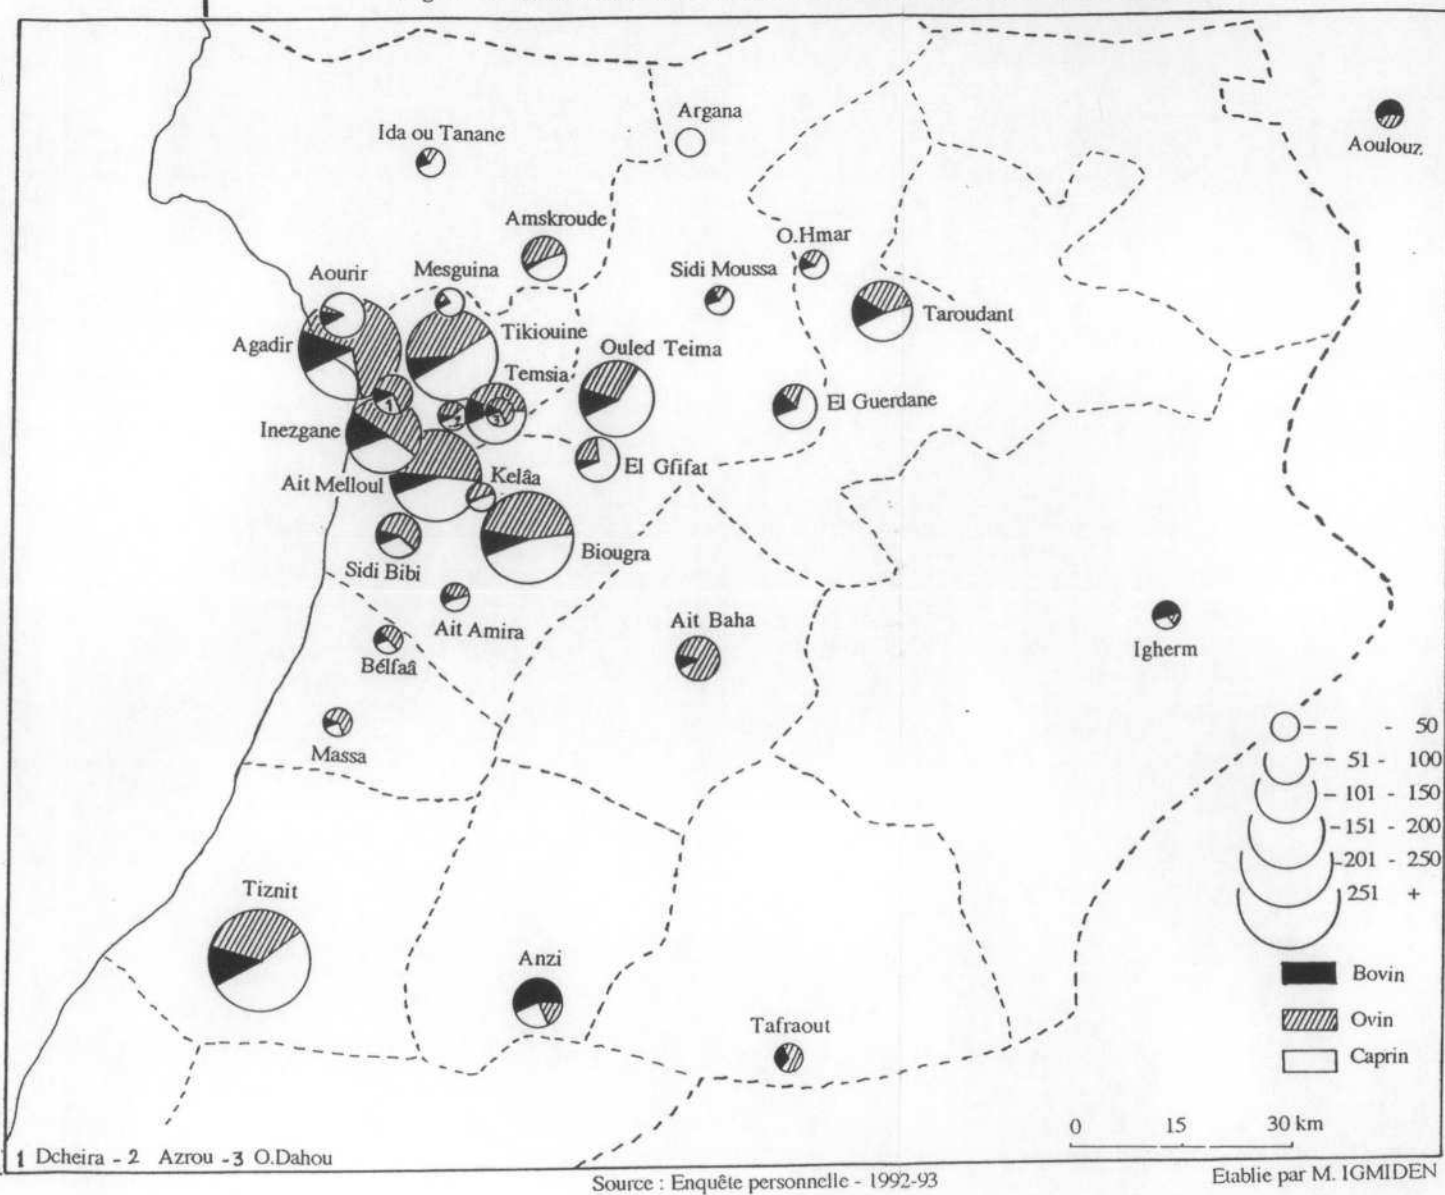 Argana
Aoulouz
Ida ou Tanane
Amskroude
O.Hmar
Sidi Moussa
Mesguina
Aourir
Taroudant
Tikiouine
Agadir
Ouled Teima
Temsia
El Guerdane
1
2
3
Inezgane
El Gfifat
Kelâa
Ait Melloul
Biougra
Sidi Bibi
Ait Amira
Ait Baha
Igherm
Bélfaâ
Massa
- 50
51 - 100
101 - 150
151 - 200
201 - 250
251 +
Tiznit
Anzi
Bovin
Ovin
Caprin
Tafraout
0 15 30 km
1 Dcheira - 2 Azrou - 3 O.Dahou
Source : Enquête personnelle - 1992-93
Etablie par M. IGMIDEN